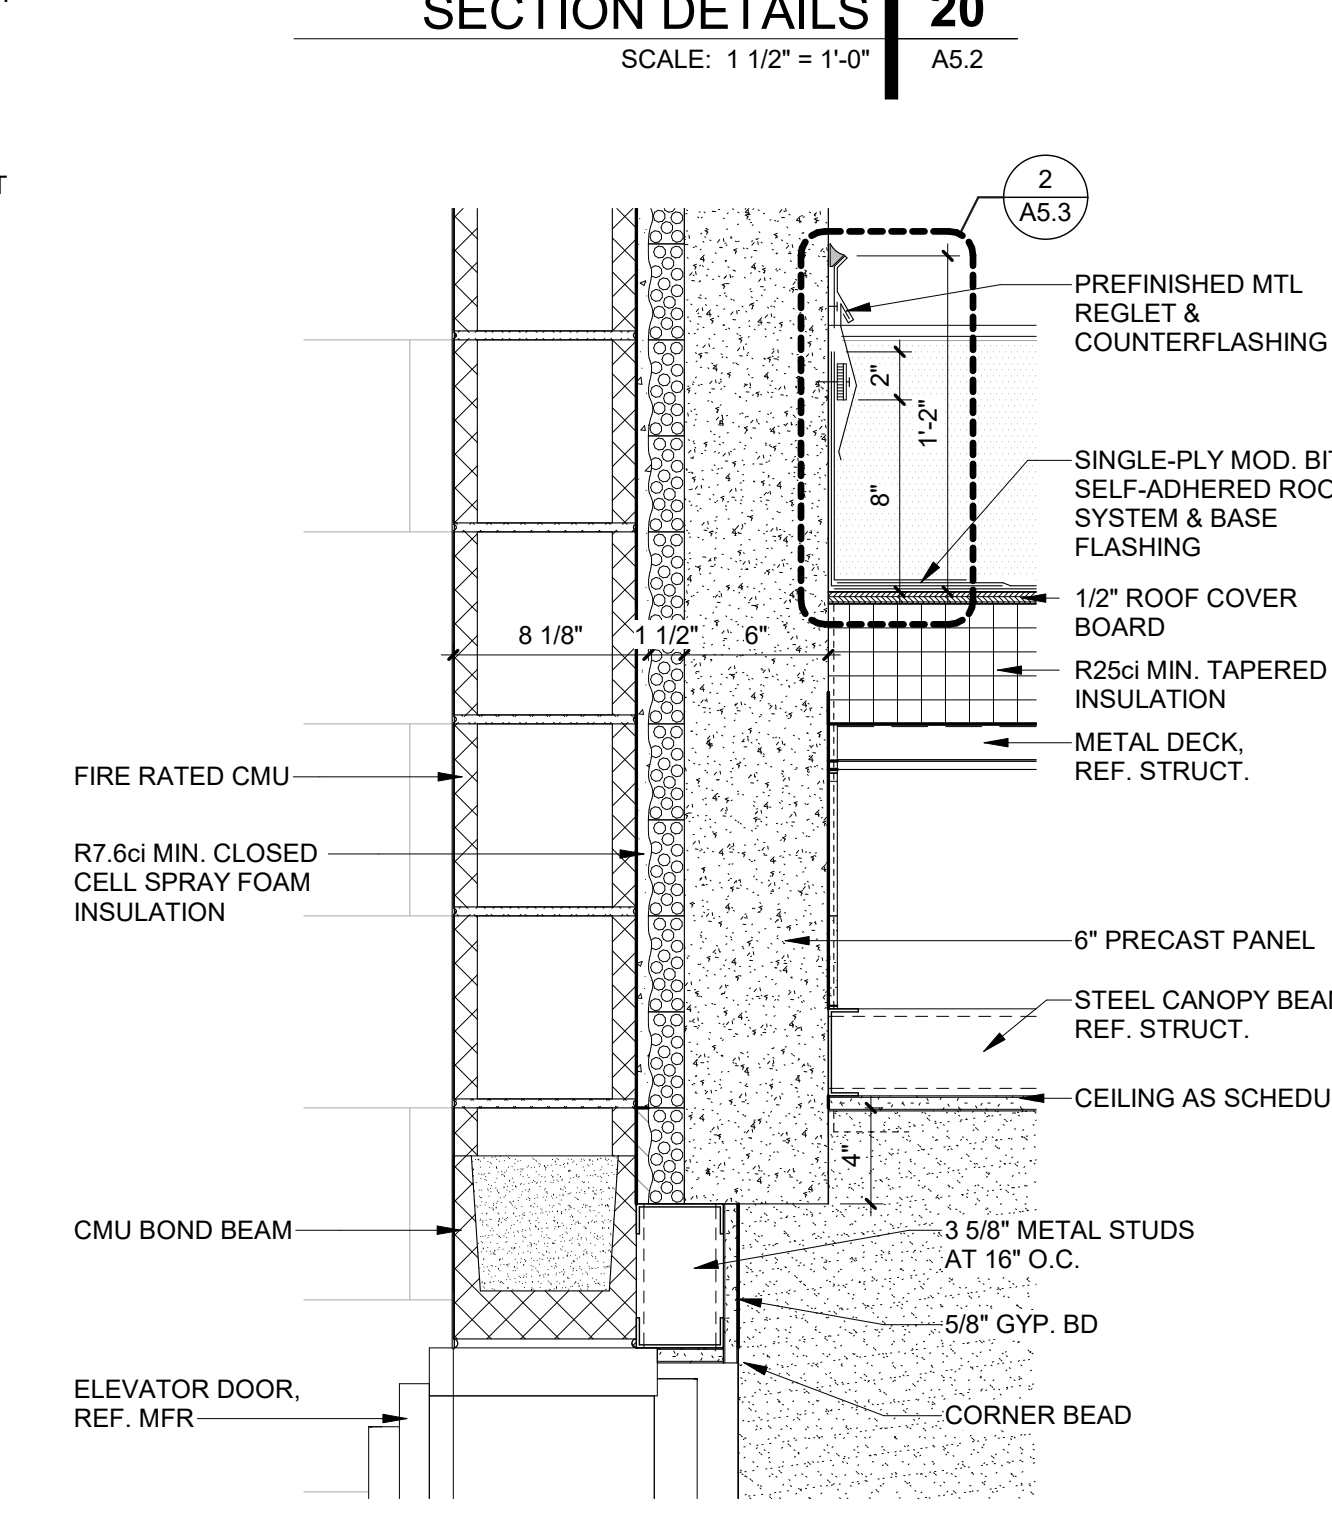 SECTION DETAILS
20
SCALE: 1 1/2" = 1'-0"
A5.2
T
2
A5.3
PREFINISHED MTL
REGLET &
COUNTERFLASHING
2"
1'-2"
8"
SINGLE-PLY MOD. BIT
SELF-ADHERED ROO
SYSTEM & BASE
FLASHING
1/2" ROOF COVER
BOARD
8 1/8"
1 1/2"
6"
R25ci MIN. TAPERED
INSULATION
METAL DECK,
REF. STRUCT.
FIRE RATED CMU
R7.6ci MIN. CLOSED
CELL SPRAY FOAM
INSULATION
6" PRECAST PANEL
STEEL CANOPY BEAM
REF. STRUCT.
CEILING AS SCHEDU
4"
CMU BOND BEAM
3 5/8" METAL STUDS
AT 16" O.C.
5/8" GYP. BD
ELEVATOR DOOR,
REF. MFR
CORNER BEAD